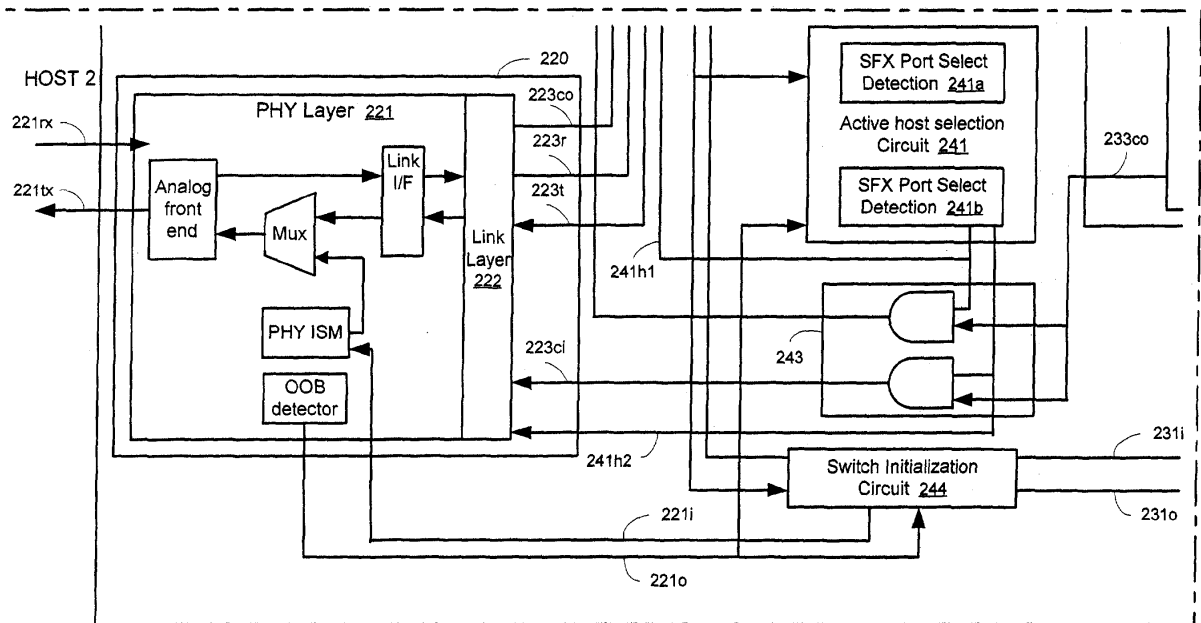 HOST 2
220
PHY Layer 221
221rx
221tx
Analog
front
end
Mux
Link
I/F
Link
Layer
222
PHY ISM
OOB
detector
223co
223r
223t
241h1
223ci
241h2
221i
221o
SFX Port Select
Detection 241a
Active host selection
Circuit 241
SFX Port Select
Detection 241b
233co
243
Switch Initialization
Circuit 244
231i
231o